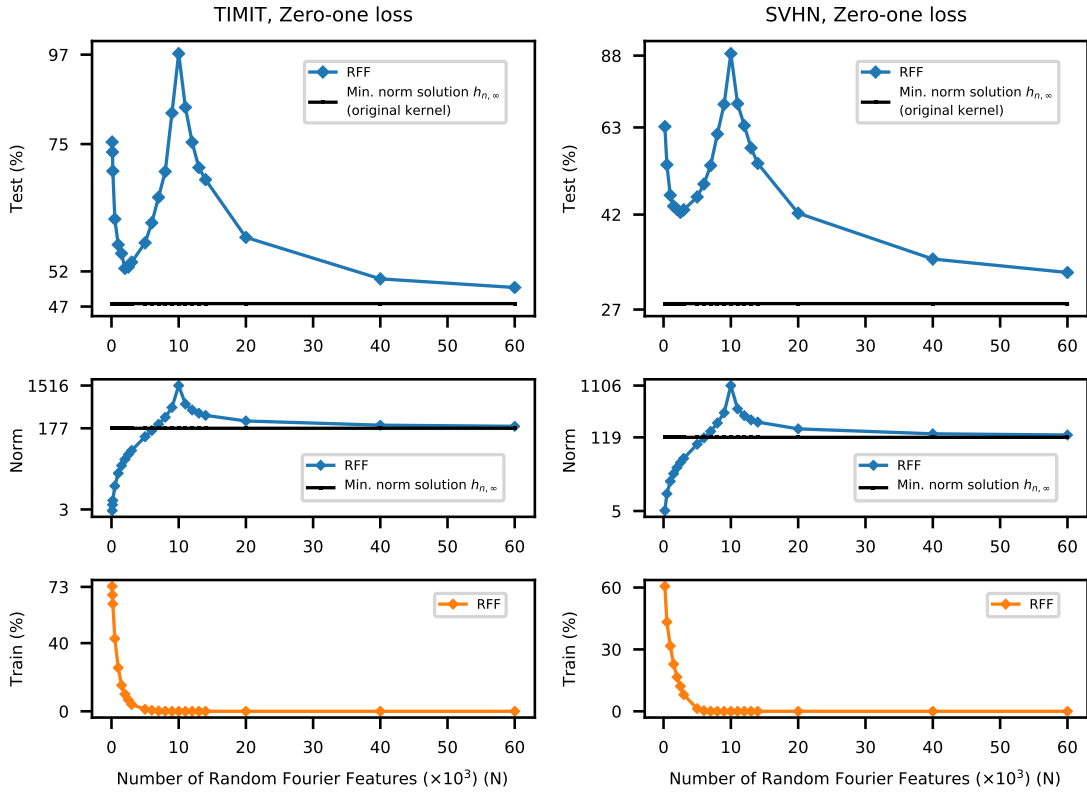 TIMIT, Zero-one loss
Test (%)
97
75
52
47
RFF
Min. norm solution h_{n,∞}
(original kernel)
0 10 20 30 40 50 60
Norm
1516
177
3
RFF
Min. norm solution h_{n,∞}
0 10 20 30 40 50 60
Train (%)
73
40
0
RFF
0 10 20 30 40 50 60
Number of Random Fourier Features (×10³) (N)
SVHN, Zero-one loss
Test (%)
88
63
42
27
RFF
Min. norm solution h_{n,∞}
(original kernel)
0 10 20 30 40 50 60
Norm
1106
119
5
RFF
Min. norm solution h_{n,∞}
0 10 20 30 40 50 60
Train (%)
60
30
0
RFF
0 10 20 30 40 50 60
Number of Random Fourier Features (×10³) (N)